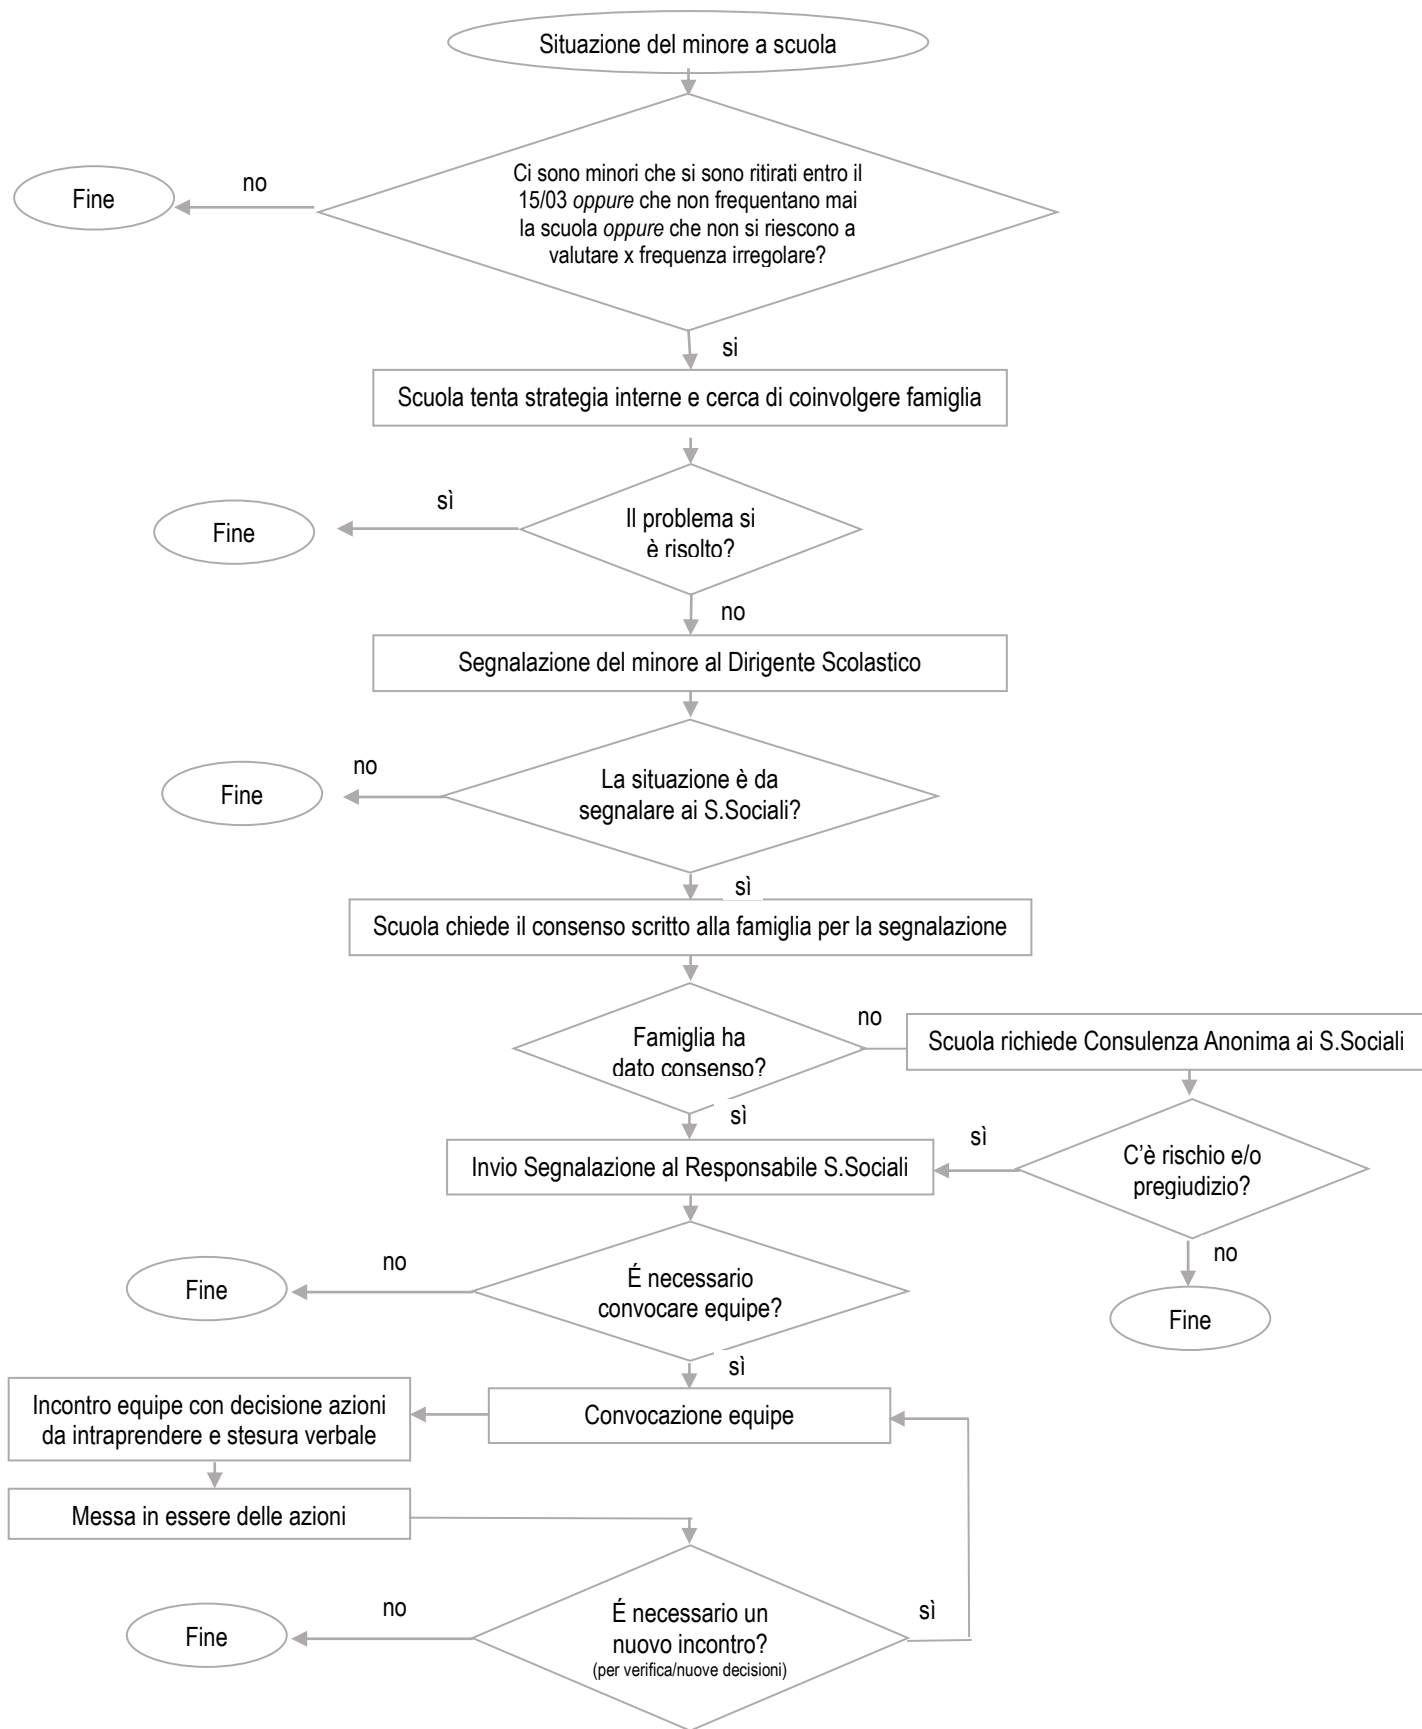 Situazione del minore a scuola
Ci sono minori che si sono ritirati entro il
15/03 oppure che non frequentano mai
la scuola oppure che non si riescono a
valutare x frequenza irregolare?
no
Fine
si
Scuola tenta strategia interne e cerca di coinvolgere famiglia
sì
Fine
Il problema si
è risolto?
no
Segnalazione del minore al Dirigente Scolastico
no
Fine
La situazione è da
segnalare ai S.Sociali?
sì
Scuola chiede il consenso scritto alla famiglia per la segnalazione
Famiglia ha
dato consenso?
no
Scuola richiede Consulenza Anonima ai S.Sociali
sì
Invio Segnalazione al Responsabile S.Sociali
sì
C’è rischio e/o
pregiudizio?
no
Fine
no
Fine
É necessario
convocare equipe?
sì
Convocazione equipe
Incontro equipe con decisione azioni
da intraprendere e stesura verbale
Messa in essere delle azioni
no
Fine
É necessario un
nuovo incontro?
(per verifica/nuove decisioni)
sì